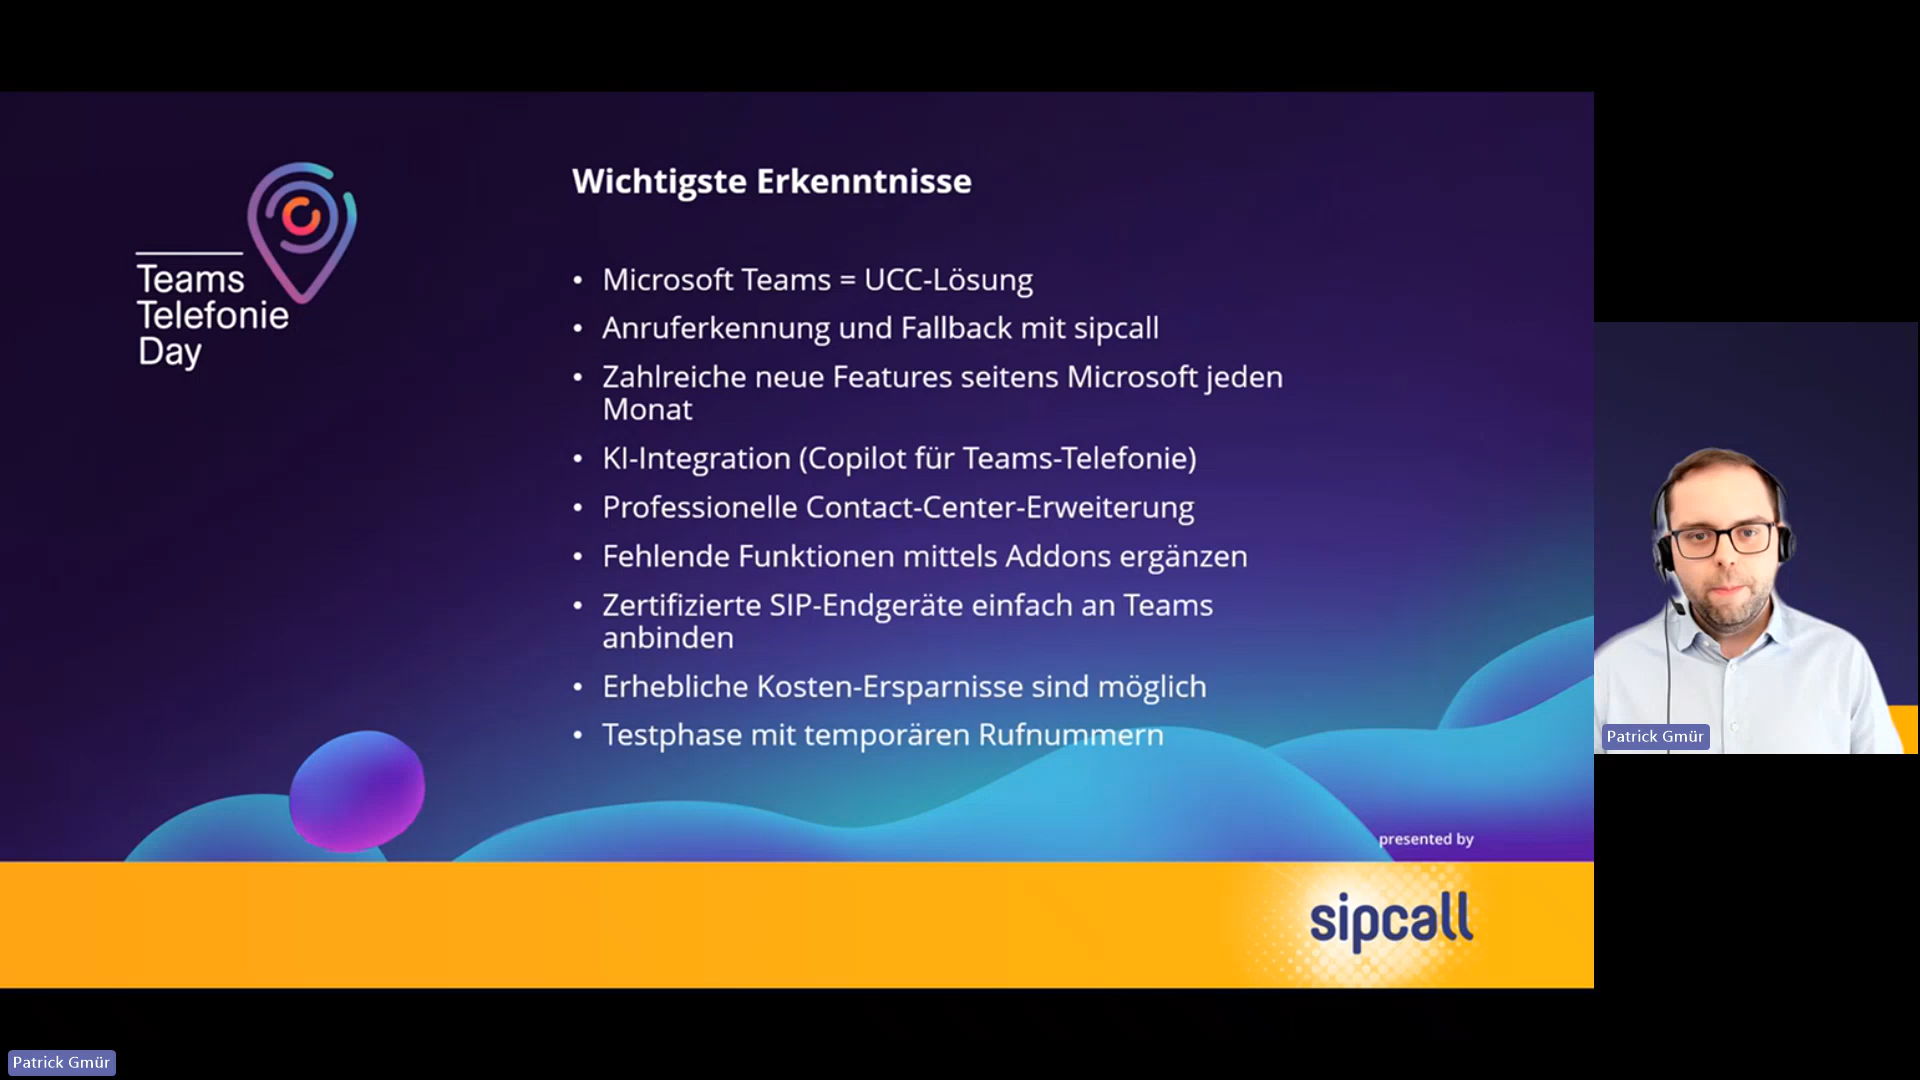 Teams
Telefonie
Day
Wichtigste Erkenntnisse
• Microsoft Teams = UCC-Lösung
• Anruferkennung und Fallback mit sipcall
• Zahlreiche neue Features seitens Microsoft jeden
Monat
• KI-Integration (Copilot für Teams-Telefonie)
• Professionelle Contact-Center-Erweiterung
• Fehlende Funktionen mittels Addons ergänzen
• Zertifizierte SIP-Endgeräte einfach an Teams
anbinden
• Erhebliche Kosten-Ersparnisse sind möglich
• Testphase mit temporären Rufnummern
presented by
sipcall
Patrick Gmür
Patrick Gmür